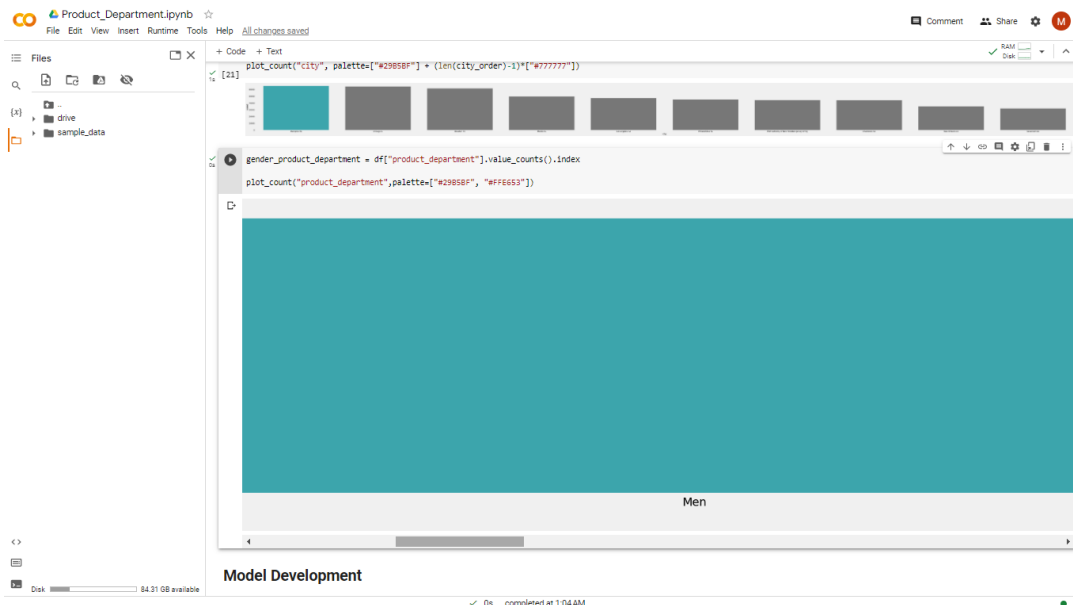 Product_Department.ipynb
File Edit View Insert Runtime Tools Help All changes saved
Comment Share M
Files
+ Code + Text
RAM
Disk
..
drive
sample_data
{x}
[21]
plot_count("city", palette=["#29B5BF"] + (len(city_order)-1)*["#777777"])
gender_product_department = df["product_department"].value_counts().index
plot_count("product_department",palette=["#29B5BF", "#FFE653"])
Men
Model Development
Disk 84.31 GB available
0s completed at 1:04 AM